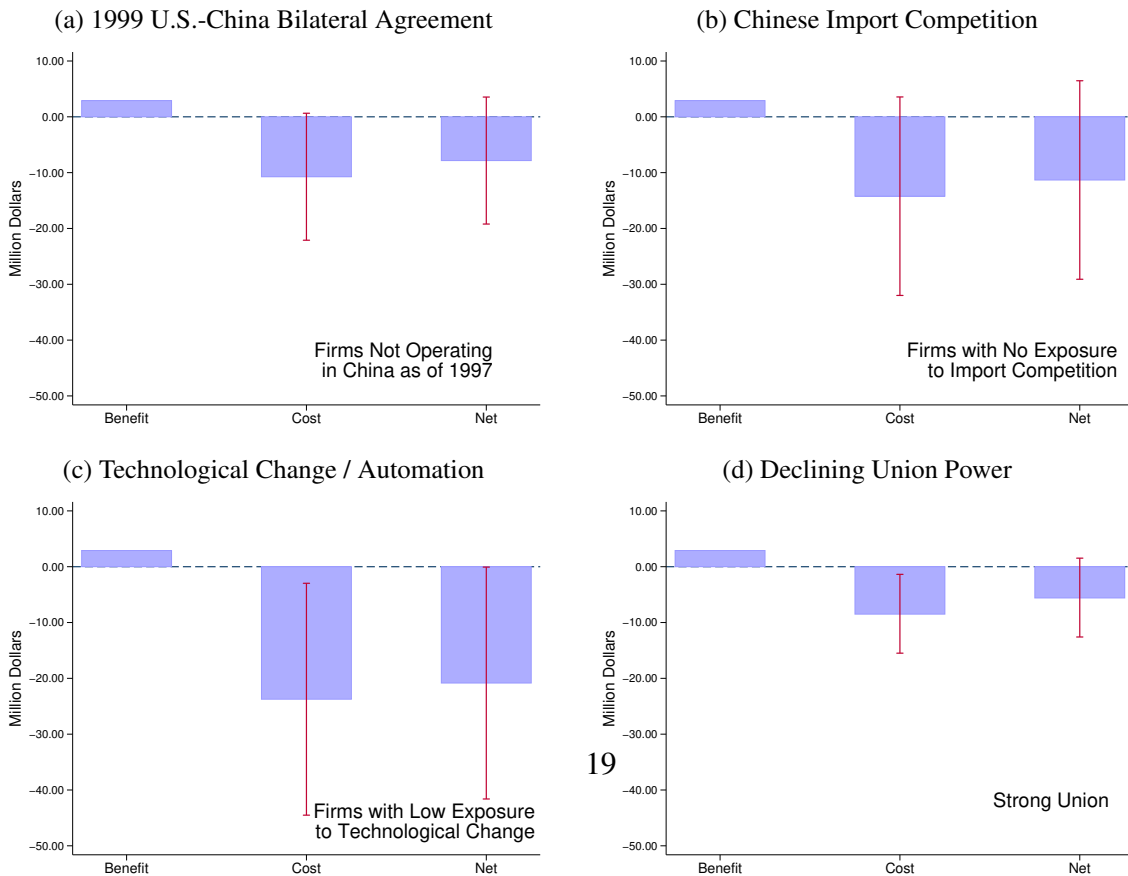 (a) 1999 U.S.-China Bilateral Agreement
10.00
0.00
−10.00
−20.00
−30.00
−40.00
−50.00
Million Dollars
Firms Not Operating
in China as of 1997
Benefit Cost Net
(b) Chinese Import Competition
10.00
0.00
−10.00
−20.00
−30.00
−40.00
−50.00
Million Dollars
Firms with No Exposure
to Import Competition
Benefit Cost Net
(c) Technological Change / Automation
10.00
0.00
−10.00
−20.00
−30.00
−40.00
−50.00
Million Dollars
Firms with Low Exposure
to Technological Change
Benefit Cost Net
(d) Declining Union Power
10.00
0.00
−10.00
−20.00
−30.00
−40.00
−50.00
Million Dollars
Strong Union
Benefit Cost Net
19